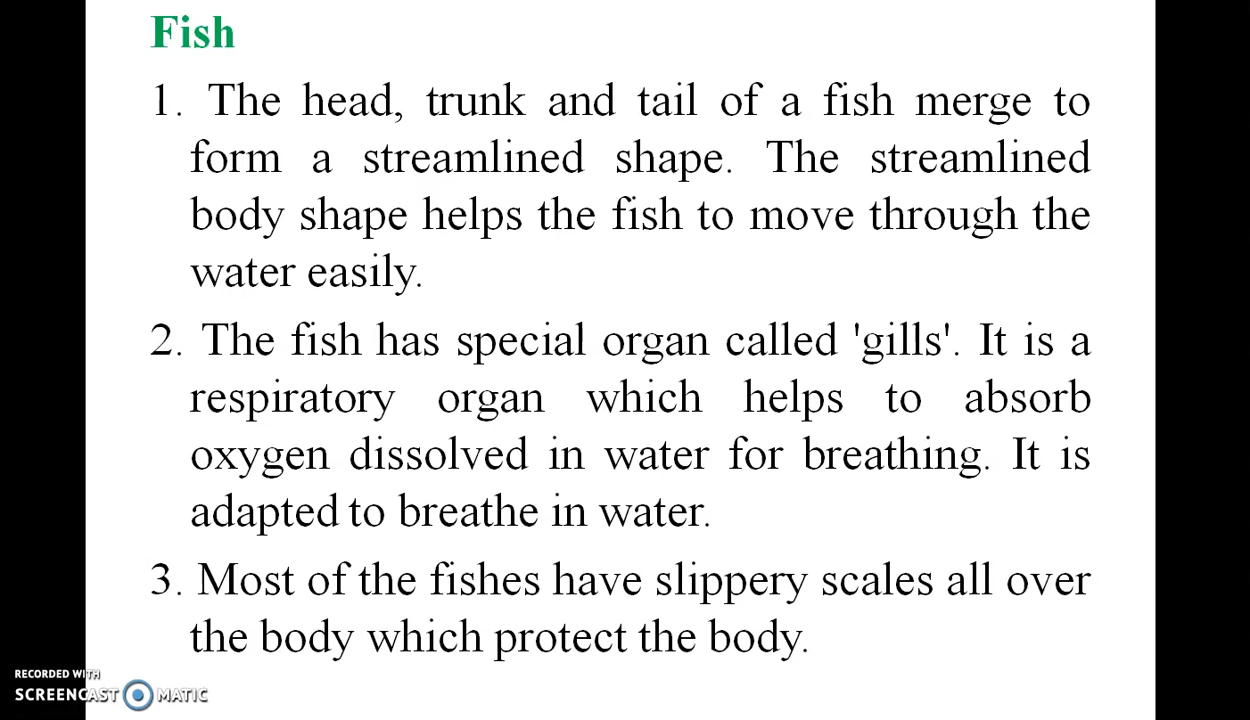 Fish
1. The head, trunk and tail of a fish merge to
form a streamlined shape. The streamlined
body shape helps the fish to move through the
water easily.
2. The fish has special organ called 'gills'. It is a
respiratory organ which helps to absorb
oxygen dissolved in water for breathing. It is
adapted to breathe in water.
3. Most of the fishes have slippery scales all over
the body which protect the body.
RECORDED WITH
SCREENCAST MATIC